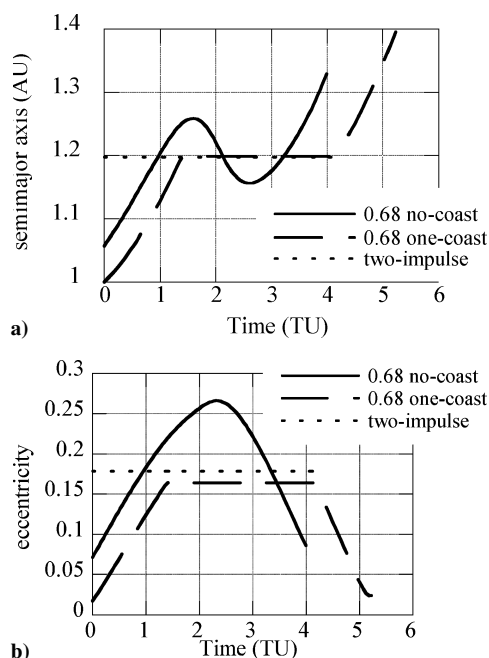 1.4
1.3
1.2
1.1
1
semimajor axis (AU)
0.68 no-coast
0.68 one-coast
two-impulse
0 1 2 3 4 5 6
Time (TU)
a)
0.3
0.25
0.2
0.15
0.1
0.05
0
eccentricity
0.68 no-coast
0.68 one-coast
two-impulse
0 1 2 3 4 5 6
Time (TU)
b)